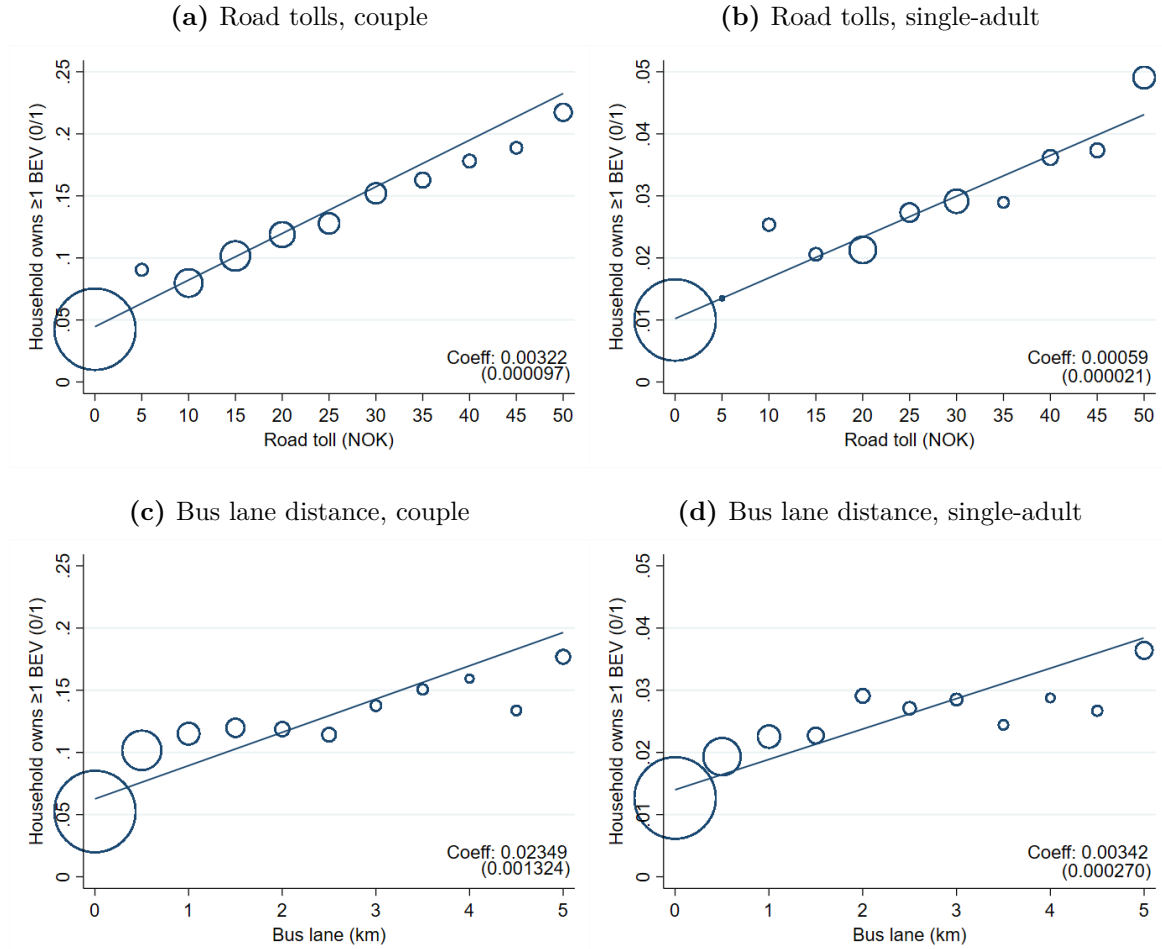 (a) Road tolls, couple
Household owns ≥1 BEV (0/1)
.25
.2
.15
.1
.05
0
Coeff: 0.00322
(0.000097)
0 5 10 15 20 25 30 35 40 45 50
Road toll (NOK)
(b) Road tolls, single-adult
Household owns ≥1 BEV (0/1)
.05
.04
.03
.02
.01
0
Coeff: 0.00059
(0.000021)
0 5 10 15 20 25 30 35 40 45 50
Road toll (NOK)
(c) Bus lane distance, couple
Household owns ≥1 BEV (0/1)
.25
.2
.15
.1
.05
0
Coeff: 0.02349
(0.001324)
0 1 2 3 4 5
Bus lane (km)
(d) Bus lane distance, single-adult
Household owns ≥1 BEV (0/1)
.05
.04
.03
.02
.01
0
Coeff: 0.00342
(0.000270)
0 1 2 3 4 5
Bus lane (km)